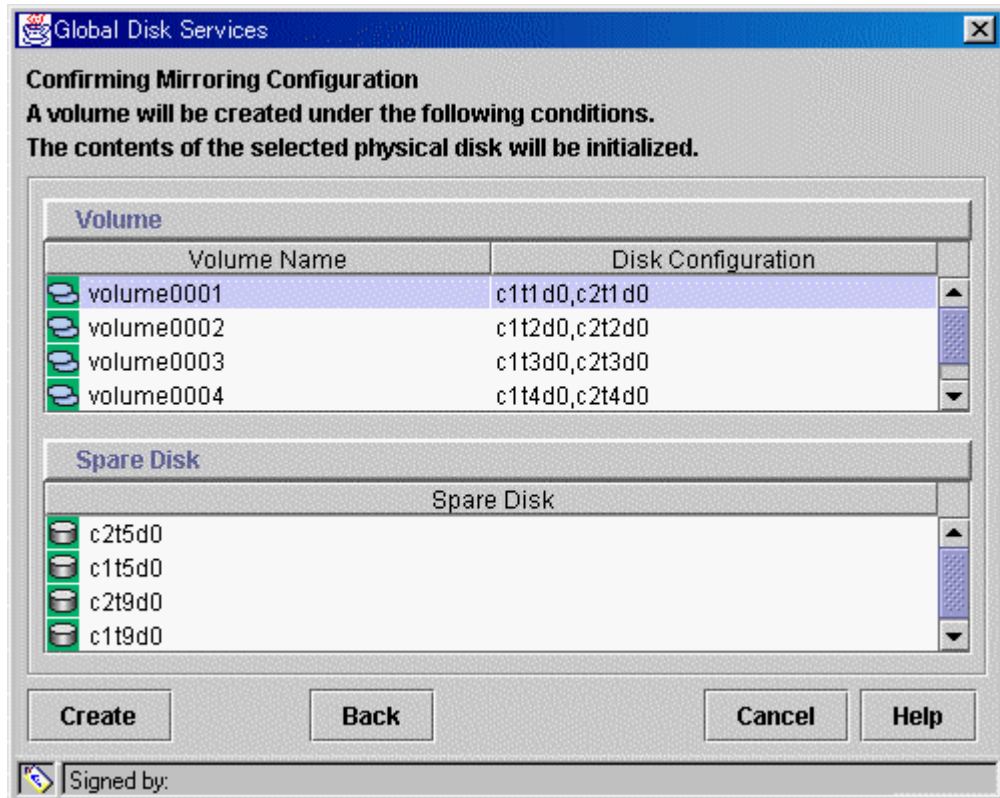 Global Disk Services
Confirming Mirroring Configuration
A volume will be created under the following conditions.
The contents of the selected physical disk will be initialized.
Volume
Volume Name Disk Configuration
volume0001 c1t1d0,c2t1d0
volume0002 c1t2d0,c2t2d0
volume0003 c1t3d0,c2t3d0
volume0004 c1t4d0,c2t4d0
Spare Disk
Spare Disk
c2t5d0
c1t5d0
c2t9d0
c1t9d0
Create Back Cancel Help
Signed by: